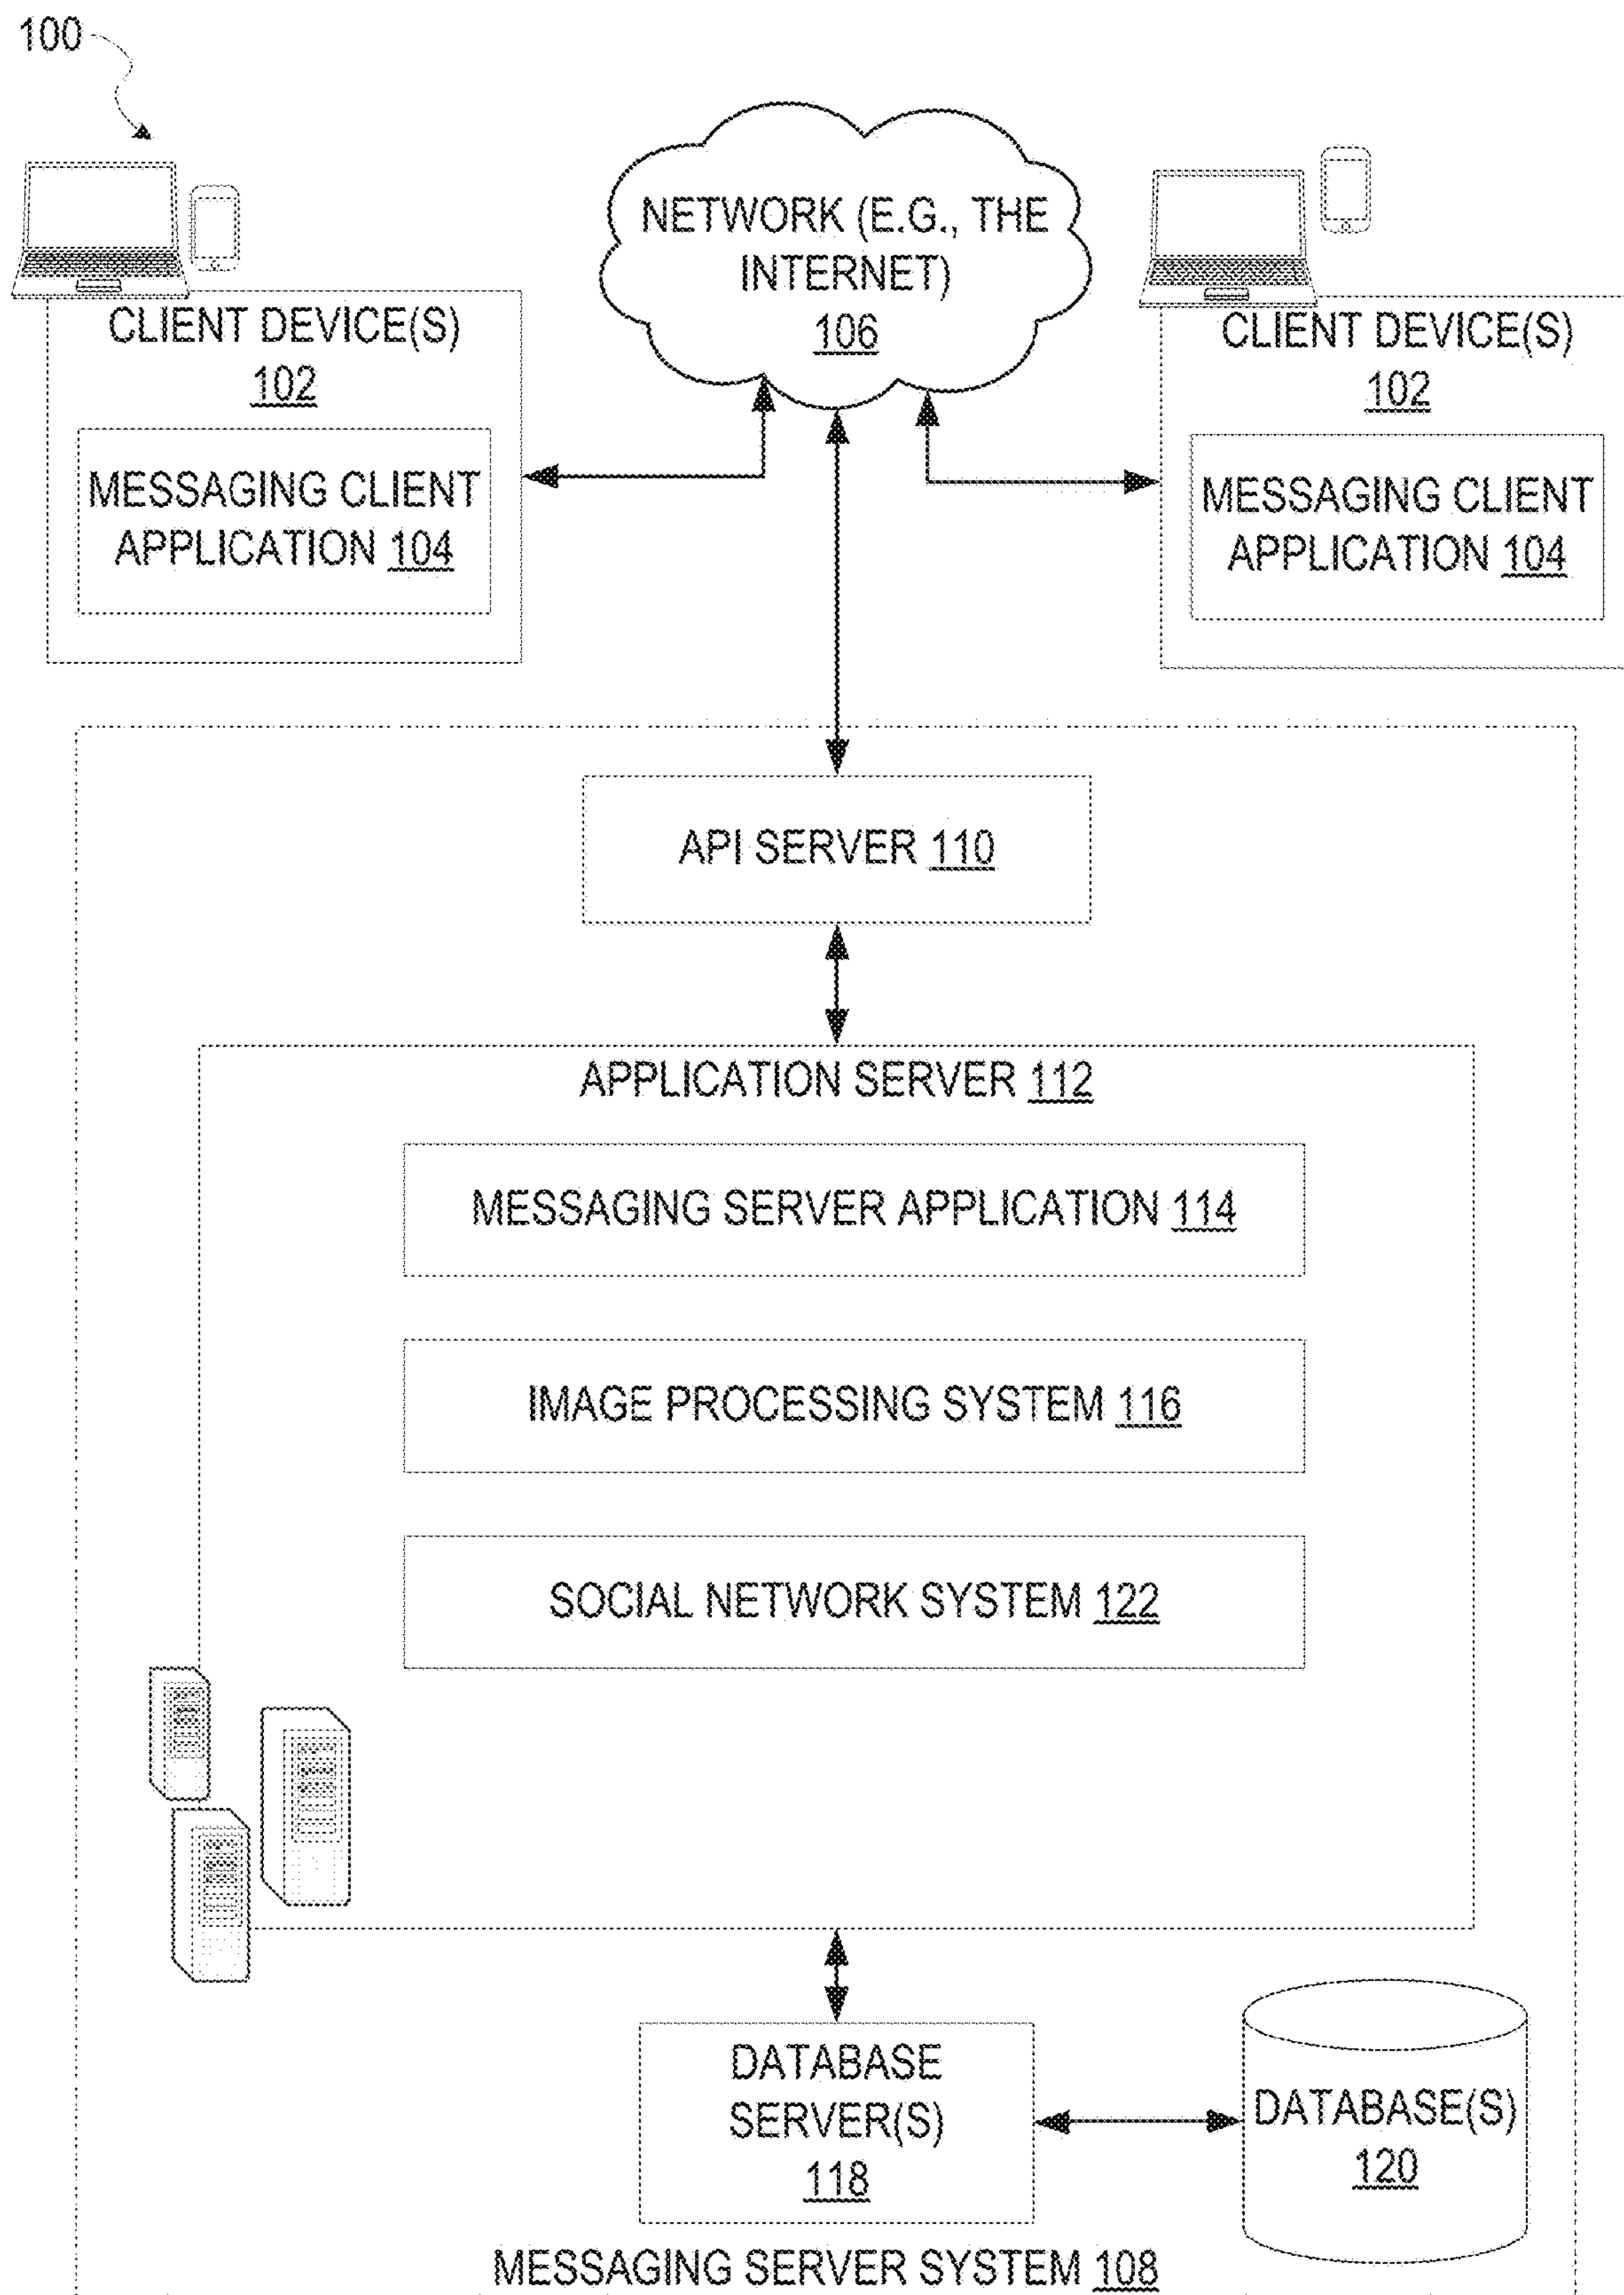 100
NETWORK (E.G., THE
INTERNET)
106
CLIENT DEVICE(S)
102
MESSAGING CLIENT
APPLICATION 104
CLIENT DEVICE(S)
102
MESSAGING CLIENT
APPLICATION 104
API SERVER 110
APPLICATION SERVER 112
MESSAGING SERVER APPLICATION 114
IMAGE PROCESSING SYSTEM 116
SOCIAL NETWORK SYSTEM 122
DATABASE
SERVER(S)
118
DATABASE(S)
120
MESSAGING SERVER SYSTEM 108